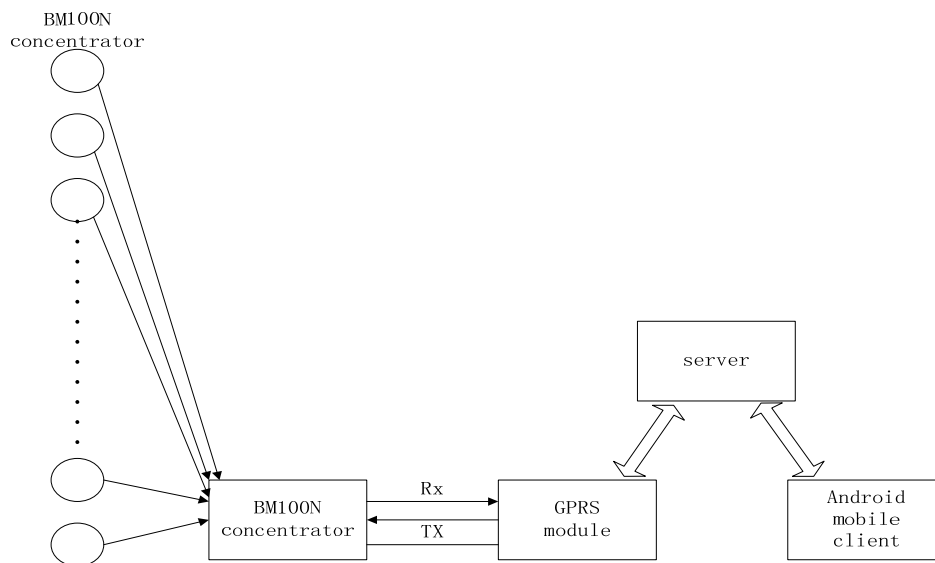 BM100N
concentrator
server
Rx
BM100N
concentrator
TX
GPRS
module
Android
mobile
client